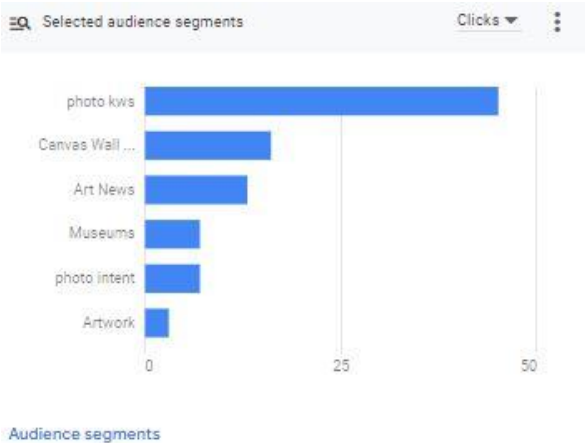 Selected audience segments
Clicks
photo kws
Canvas Wall ...
Art News
Museums
photo intent
Artwork
0 25 50
Audience segments